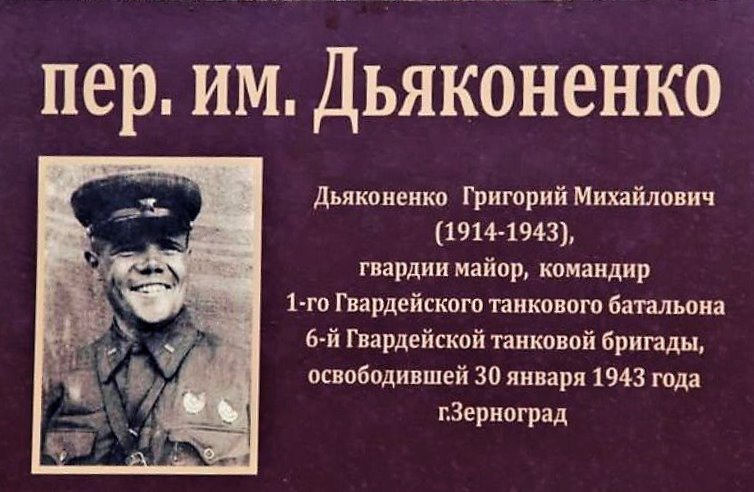 пер. им. Дьяконенко
Дьяконенко Григорий Михайлович
(1914-1943),
гвардии майор, командир
1-го Гвардейского танкового батальона
6-й Гвардейской танковой бригады,
освободившей 30 января 1943 года
г.Зерноград